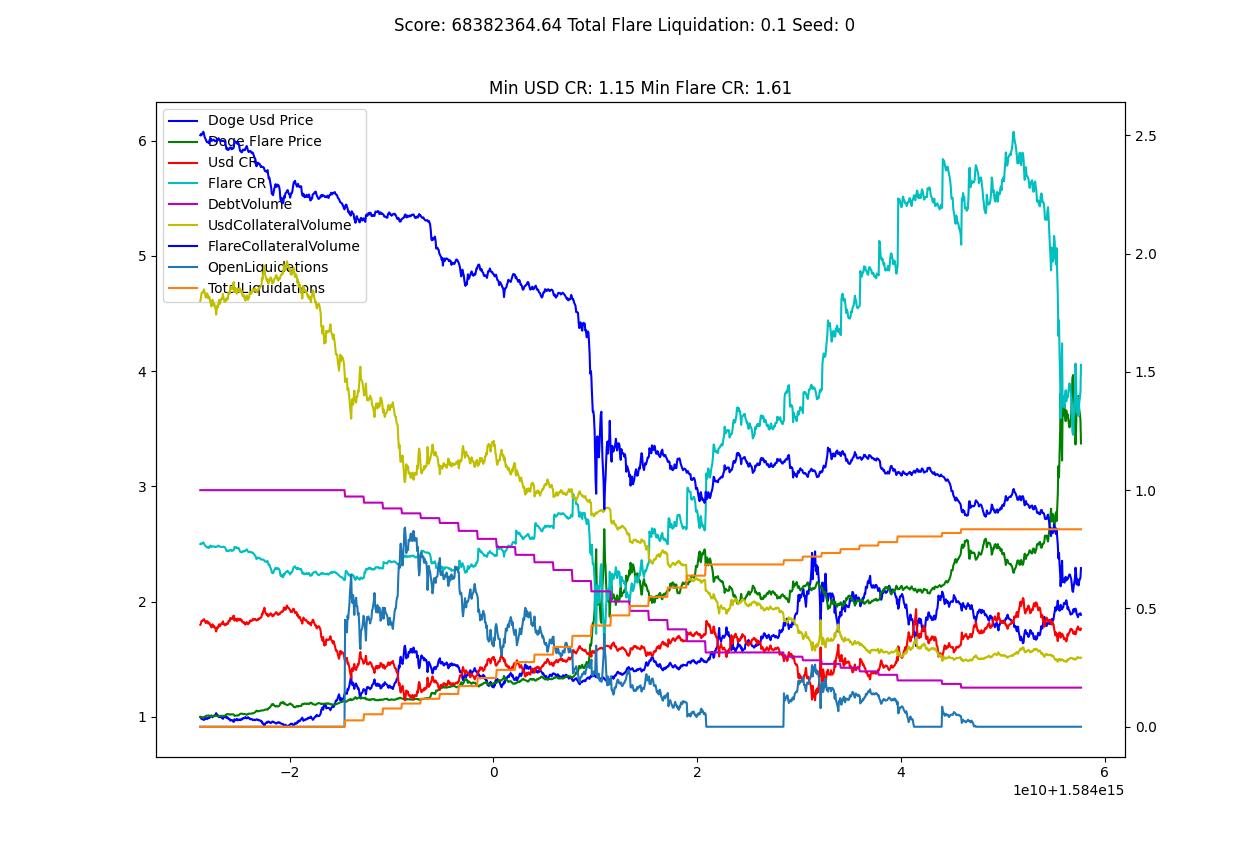 Score: 68382364.64 Total Flare Liquidation: 0.1 Seed: 0
Min USD CR: 1.15 Min Flare CR: 1.61
Doge Usd Price
Doge Flare Price
Usd CR
Flare CR
DebtVolume
UsdCollateralVolume
FlareCollateralVolume
OpenLiquidations
TotalLiquidations
6
5
4
3
2
1
2.5
2.0
1.5
1.0
0.5
0.0
−2
0
2
4
6
1e10+1.584e15